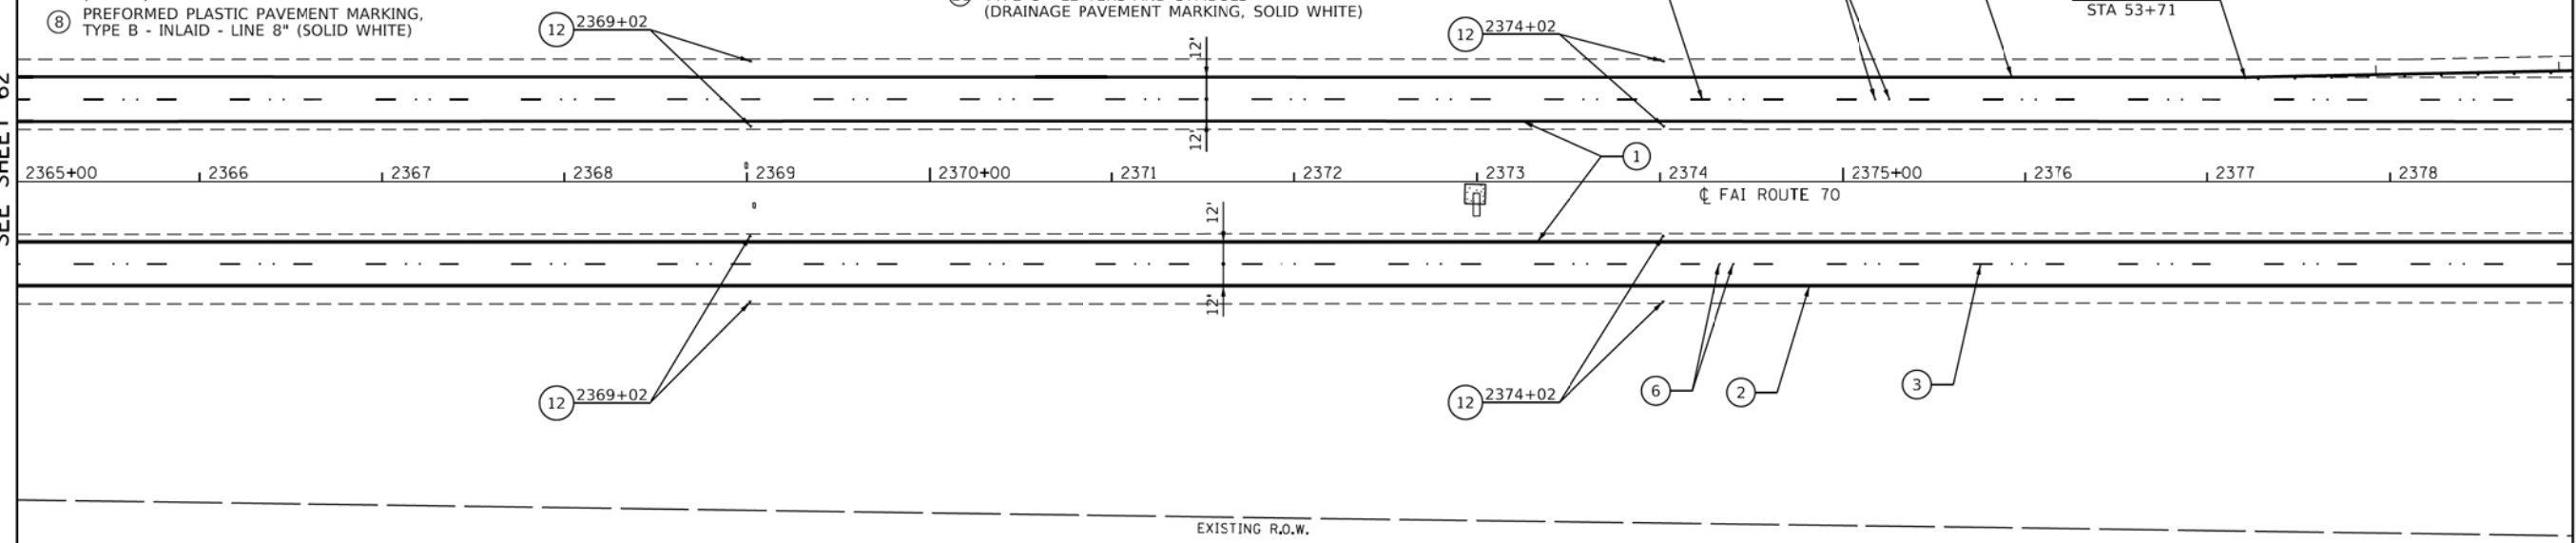 8 PREFORMED PLASTIC PAVEMENT MARKING,
TYPE B - INLAID - LINE 8" (SOLID WHITE)
(DRAINAGE PAVEMENT MARKING, SOLID WHITE)
STA 53+71
12 2369+02
12 2374+02
12'
12'
1
SEE SHEET 62
2365+00 2366 2367 2368 2369 2370+00 2371 2372 2373 2374 2375+00 2376 2377 2378
℄ FAI ROUTE 70
12'
12'
12 2369+02
12 2374+02
6
2
3
EXISTING R.O.W.